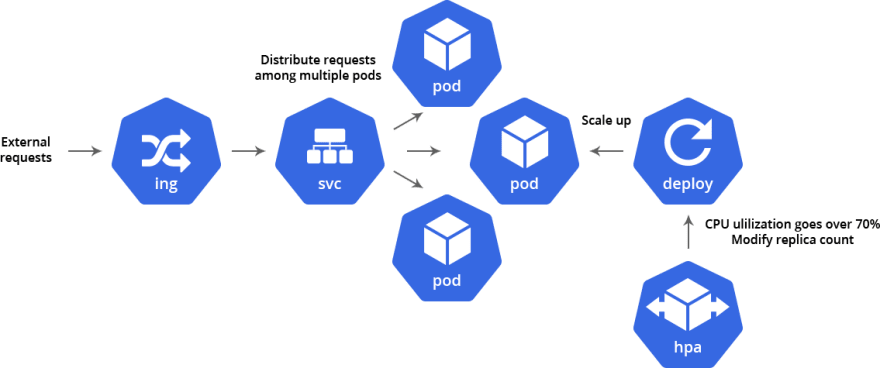 Distribute requests
among multiple pods
pod
External
requests
ing
svc
pod
Scale up
deploy
pod
CPU ulilization goes over 70%
Modify replica count
hpa